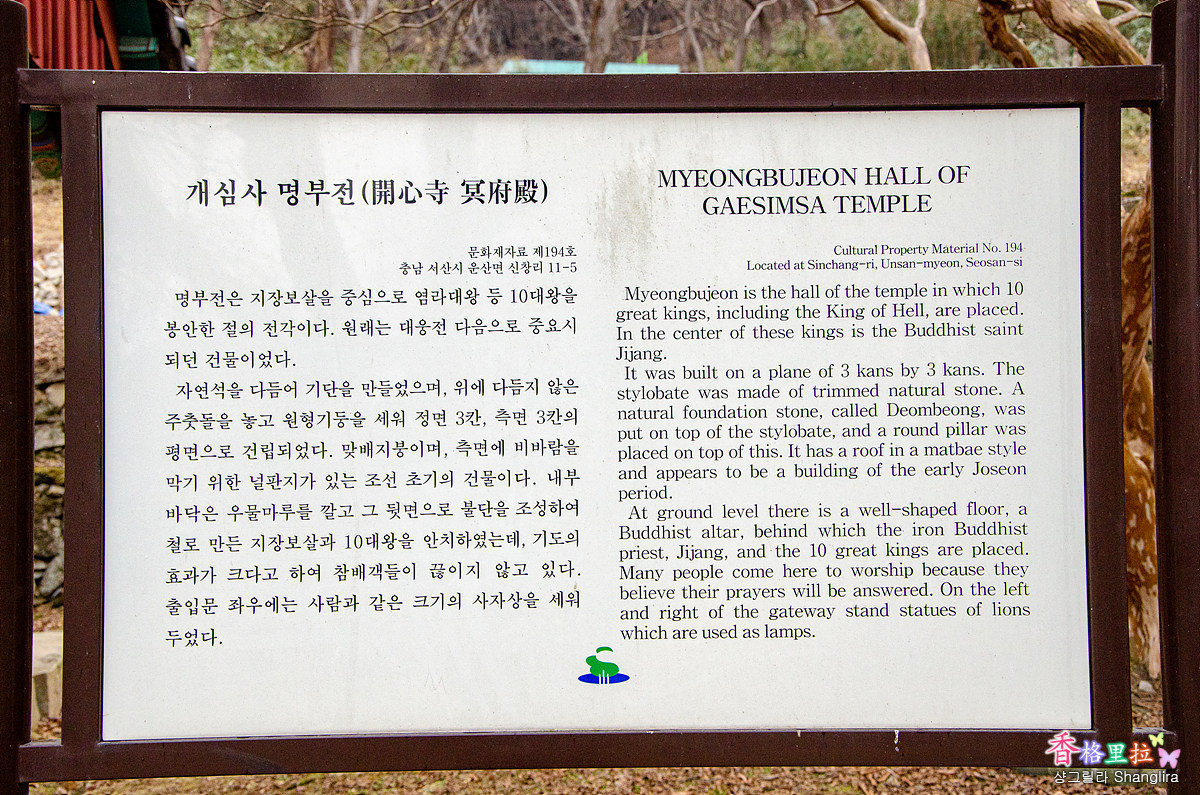 개심사 명부전(開心寺 冥府殿)
문화재자료 제194호
충남 서산시 운산면 신창리 11-5
명부전은 지장보살을 중심으로 염라대왕 등 10대왕을
봉안한 절의 전각이다. 원래는 대웅전 다음으로 중요시
되던 건물이었다.
자연석을 다듬어 기단을 만들었으며, 위에 다듬지 않은
주춧돌을 놓고 원형기둥을 세워 정면 3칸, 측면 3칸의
평면으로 건립되었다. 맞배지붕이며, 측면에 비바람을
막기 위한 널판지가 있는 조선 초기의 건물이다. 내부
바닥은 우물마루를 깔고 그 뒷면으로 불단을 조성하여
철로 만든 지장보살과 10대왕을 안치하였는데, 기도의
효과가 크다고 하여 참배객들이 끊이지 않고 있다.
출입문 좌우에는 사람과 같은 크기의 사자상을 세워
두었다.
MYEONGBUJEON HALL OF
GAESIMSA TEMPLE
Cultural Property Material No. 194
Located at Sinchang-ri, Unsan-myeon, Seosan-si
Myeongbujeon is the hall of the temple in which 10
great kings, including the King of Hell, are placed.
In the center of these kings is the Buddhist saint
Jijang.
It was built on a plane of 3 kans by 3 kans. The
stylobate was made of trimmed natural stone. A
natural foundation stone, called Deombeong, was
put on top of the stylobate, and a round pillar was
placed on top of this. It has a roof in a matbae style
and appears to be a building of the early Joseon
period.
At ground level there is a well-shaped floor, a
Buddhist altar, behind which the iron Buddhist
priest, Jijang, and the 10 great kings are placed.
Many people come here to worship because they
believe their prayers will be answered. On the left
and right of the gateway stand statues of lions
which are used as lamps.
香格里拉
샹그릴라 Shangrila